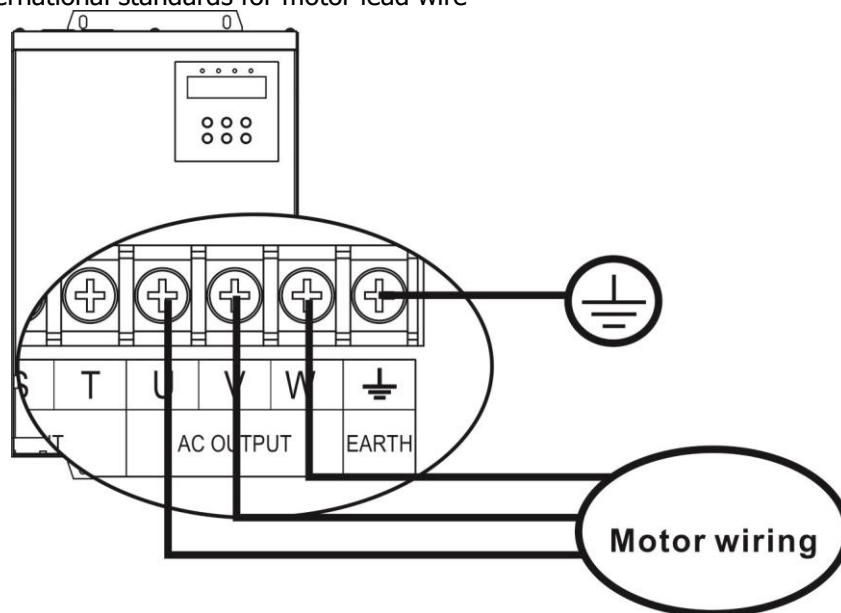 ernational standards for motor lead wire
S T U V W
AC OUTPUT EARTH
Motor wiring